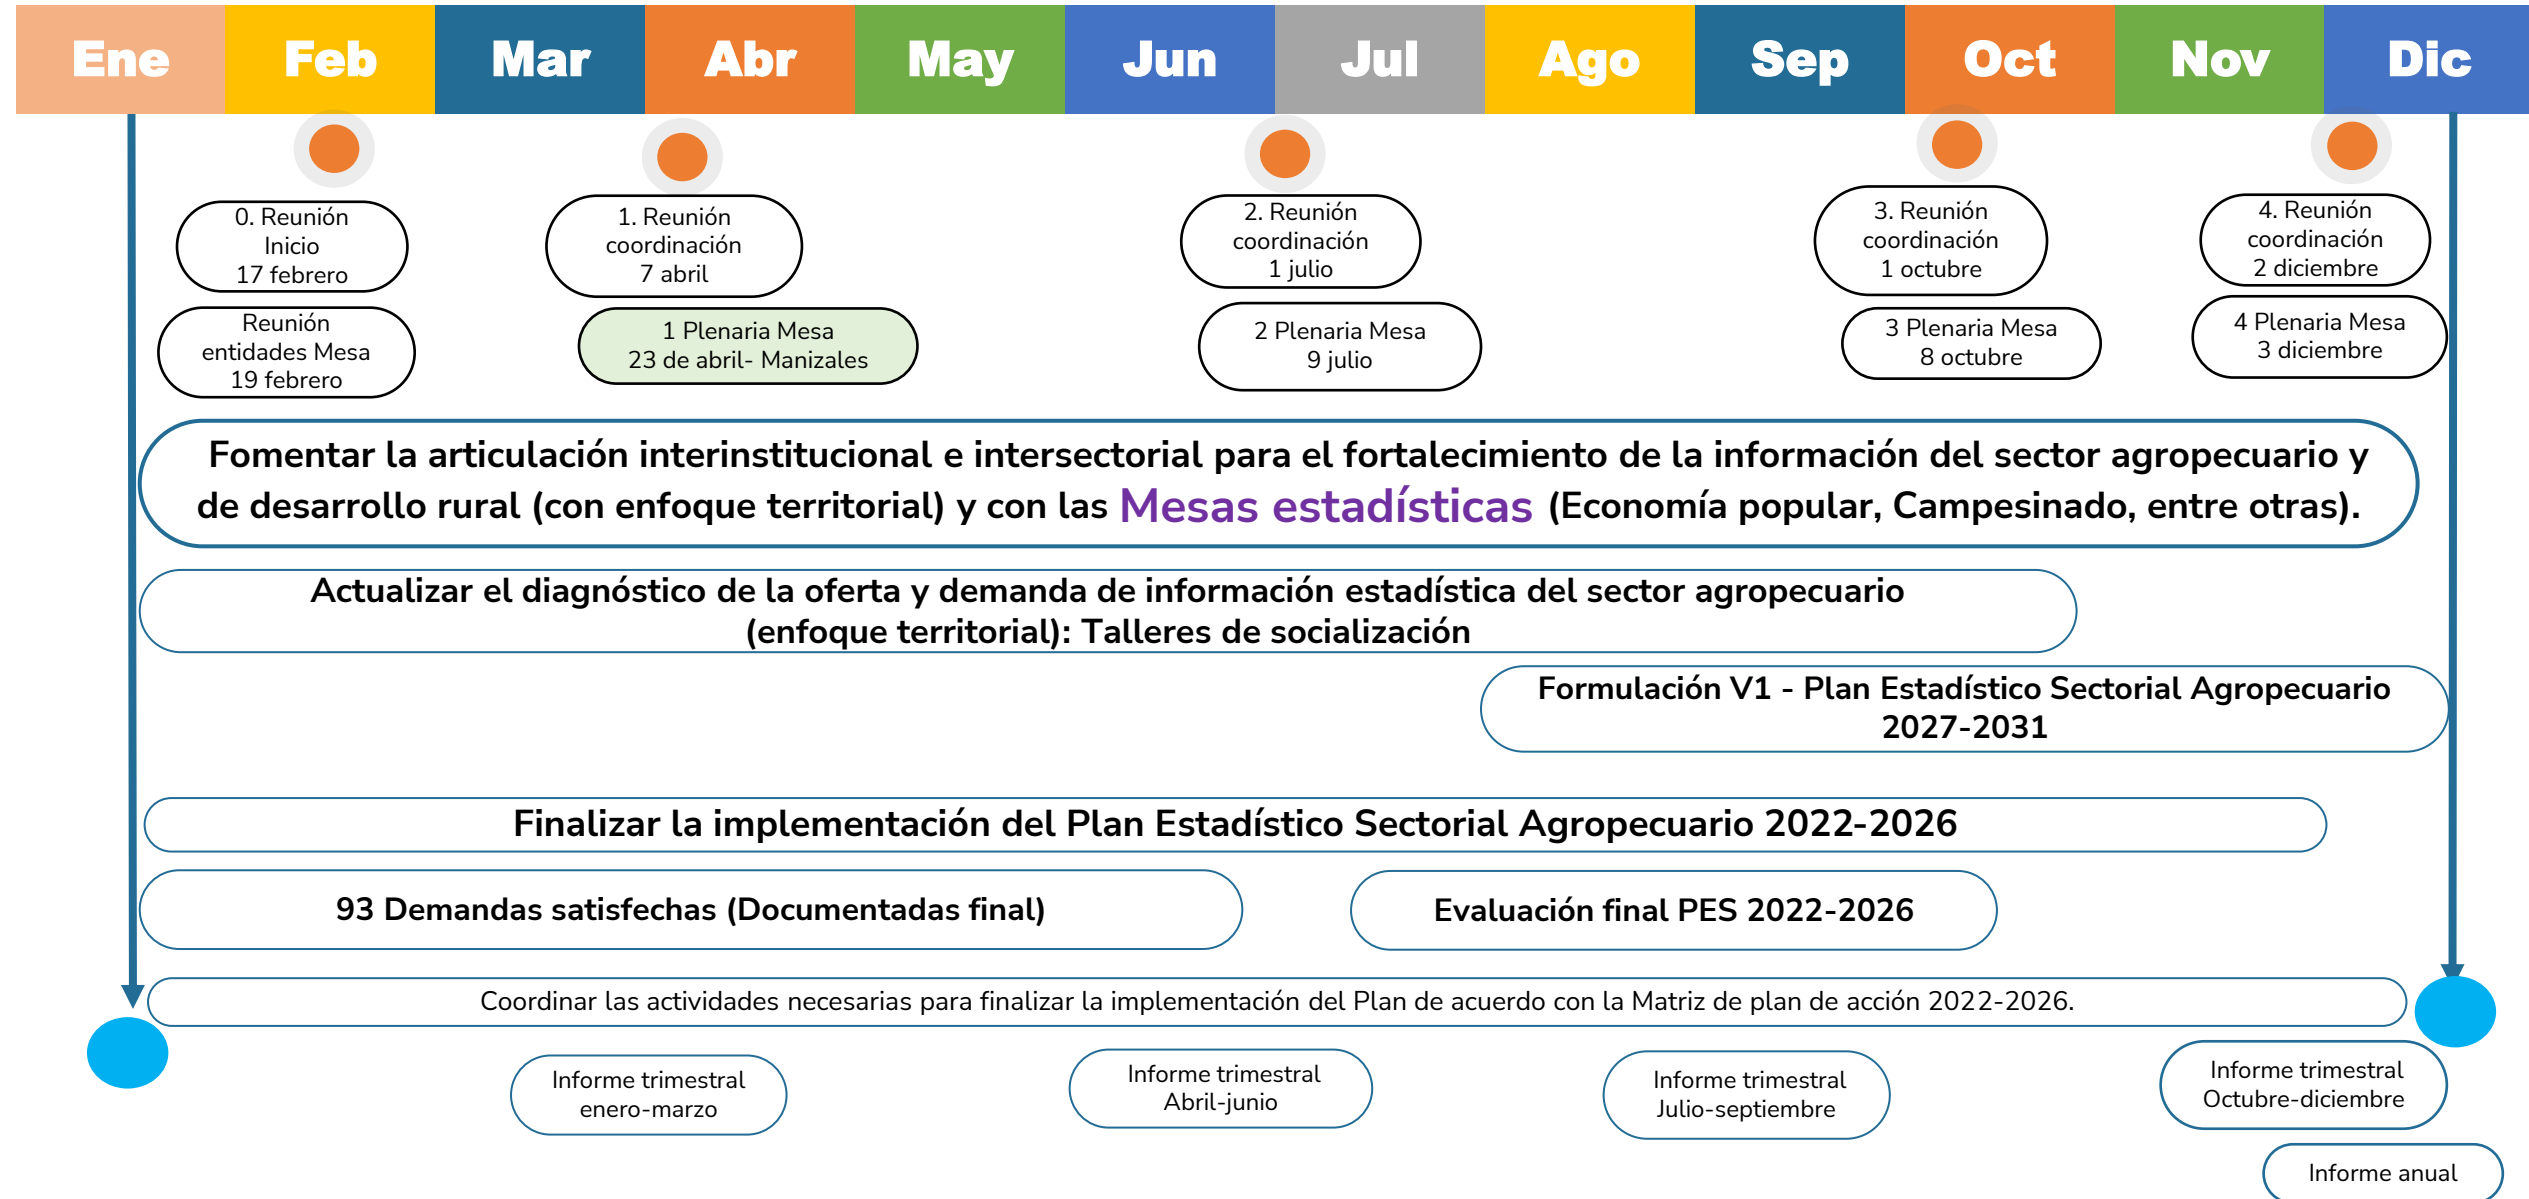 Ene
Feb
Mar
Abr
May
Jun
Jul
Ago
Sep
Oct
Nov
Dic
0. Reunión
Inicio
17 febrero
1. Reunión
coordinación
7 abril
2. Reunión
coordinación
1 julio
3. Reunión
coordinación
1 octubre
4. Reunión
coordinación
2 diciembre
Reunión
entidades Mesa
19 febrero
1 Plenaria Mesa
23 de abril- Manizales
2 Plenaria Mesa
9 julio
3 Plenaria Mesa
8 octubre
4 Plenaria Mesa
3 diciembre
Fomentar la articulación interinstitucional e intersectorial para el fortalecimiento de la información del sector agropecuario y
de desarrollo rural (con enfoque territorial) y con las Mesas estadísticas (Economía popular, Campesinado, entre otras).
Actualizar el diagnóstico de la oferta y demanda de información estadística del sector agropecuario
(enfoque territorial): Talleres de socialización
Formulación V1 - Plan Estadístico Sectorial Agropecuario
2027-2031
Finalizar la implementación del Plan Estadístico Sectorial Agropecuario 2022-2026
93 Demandas satisfechas (Documentadas final)
Evaluación final PES 2022-2026
Coordinar las actividades necesarias para finalizar la implementación del Plan de acuerdo con la Matriz de plan de acción 2022-2026.
Informe trimestral
enero-marzo
Informe trimestral
Abril-junio
Informe trimestral
Julio-septiembre
Informe trimestral
Octubre-diciembre
Informe anual